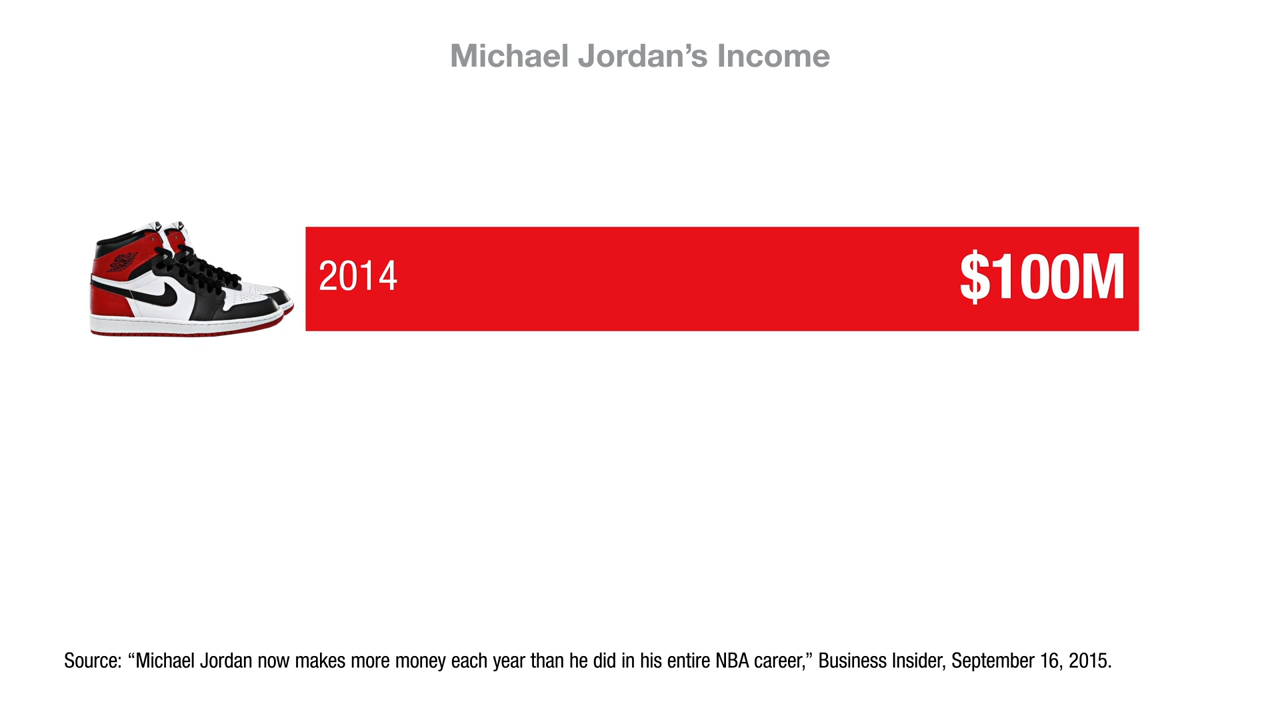 Michael Jordan’s Income
2014
$100M
Source: “Michael Jordan now makes more money each year than he did in his entire NBA career,” Business Insider, September 16, 2015.